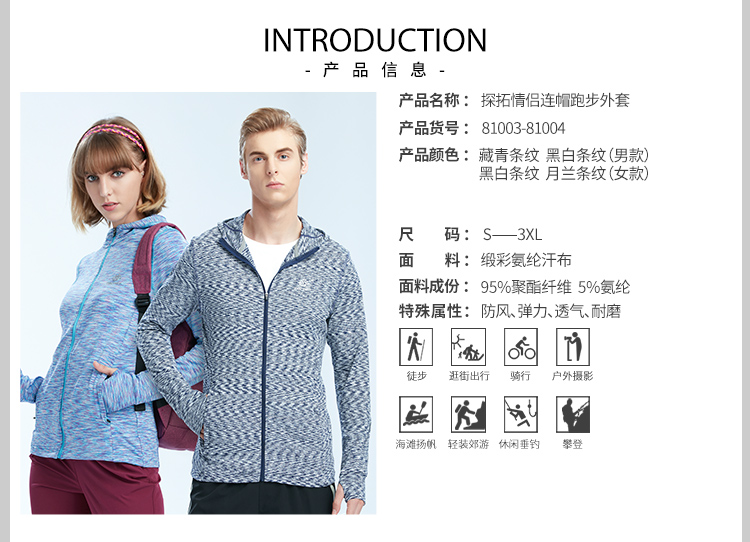 INTRODUCTION
- 产 品 信 息 -
产品名称： 探拓情侣连帽跑步外套
产品货号： 81003-81004
产品颜色： 藏青条纹 黑白条纹（男款）
黑白条纹 月兰条纹（女款）
尺 码： S——3XL
面 料： 缎彩氨纶汗布
面料成份： 95%聚酯纤维 5%氨纶
特殊属性： 防风、弹力、透气、耐磨
徒步 逛街出行 骑行 户外摄影
海滩扬帆 轻装郊游 休闲垂钓 攀登